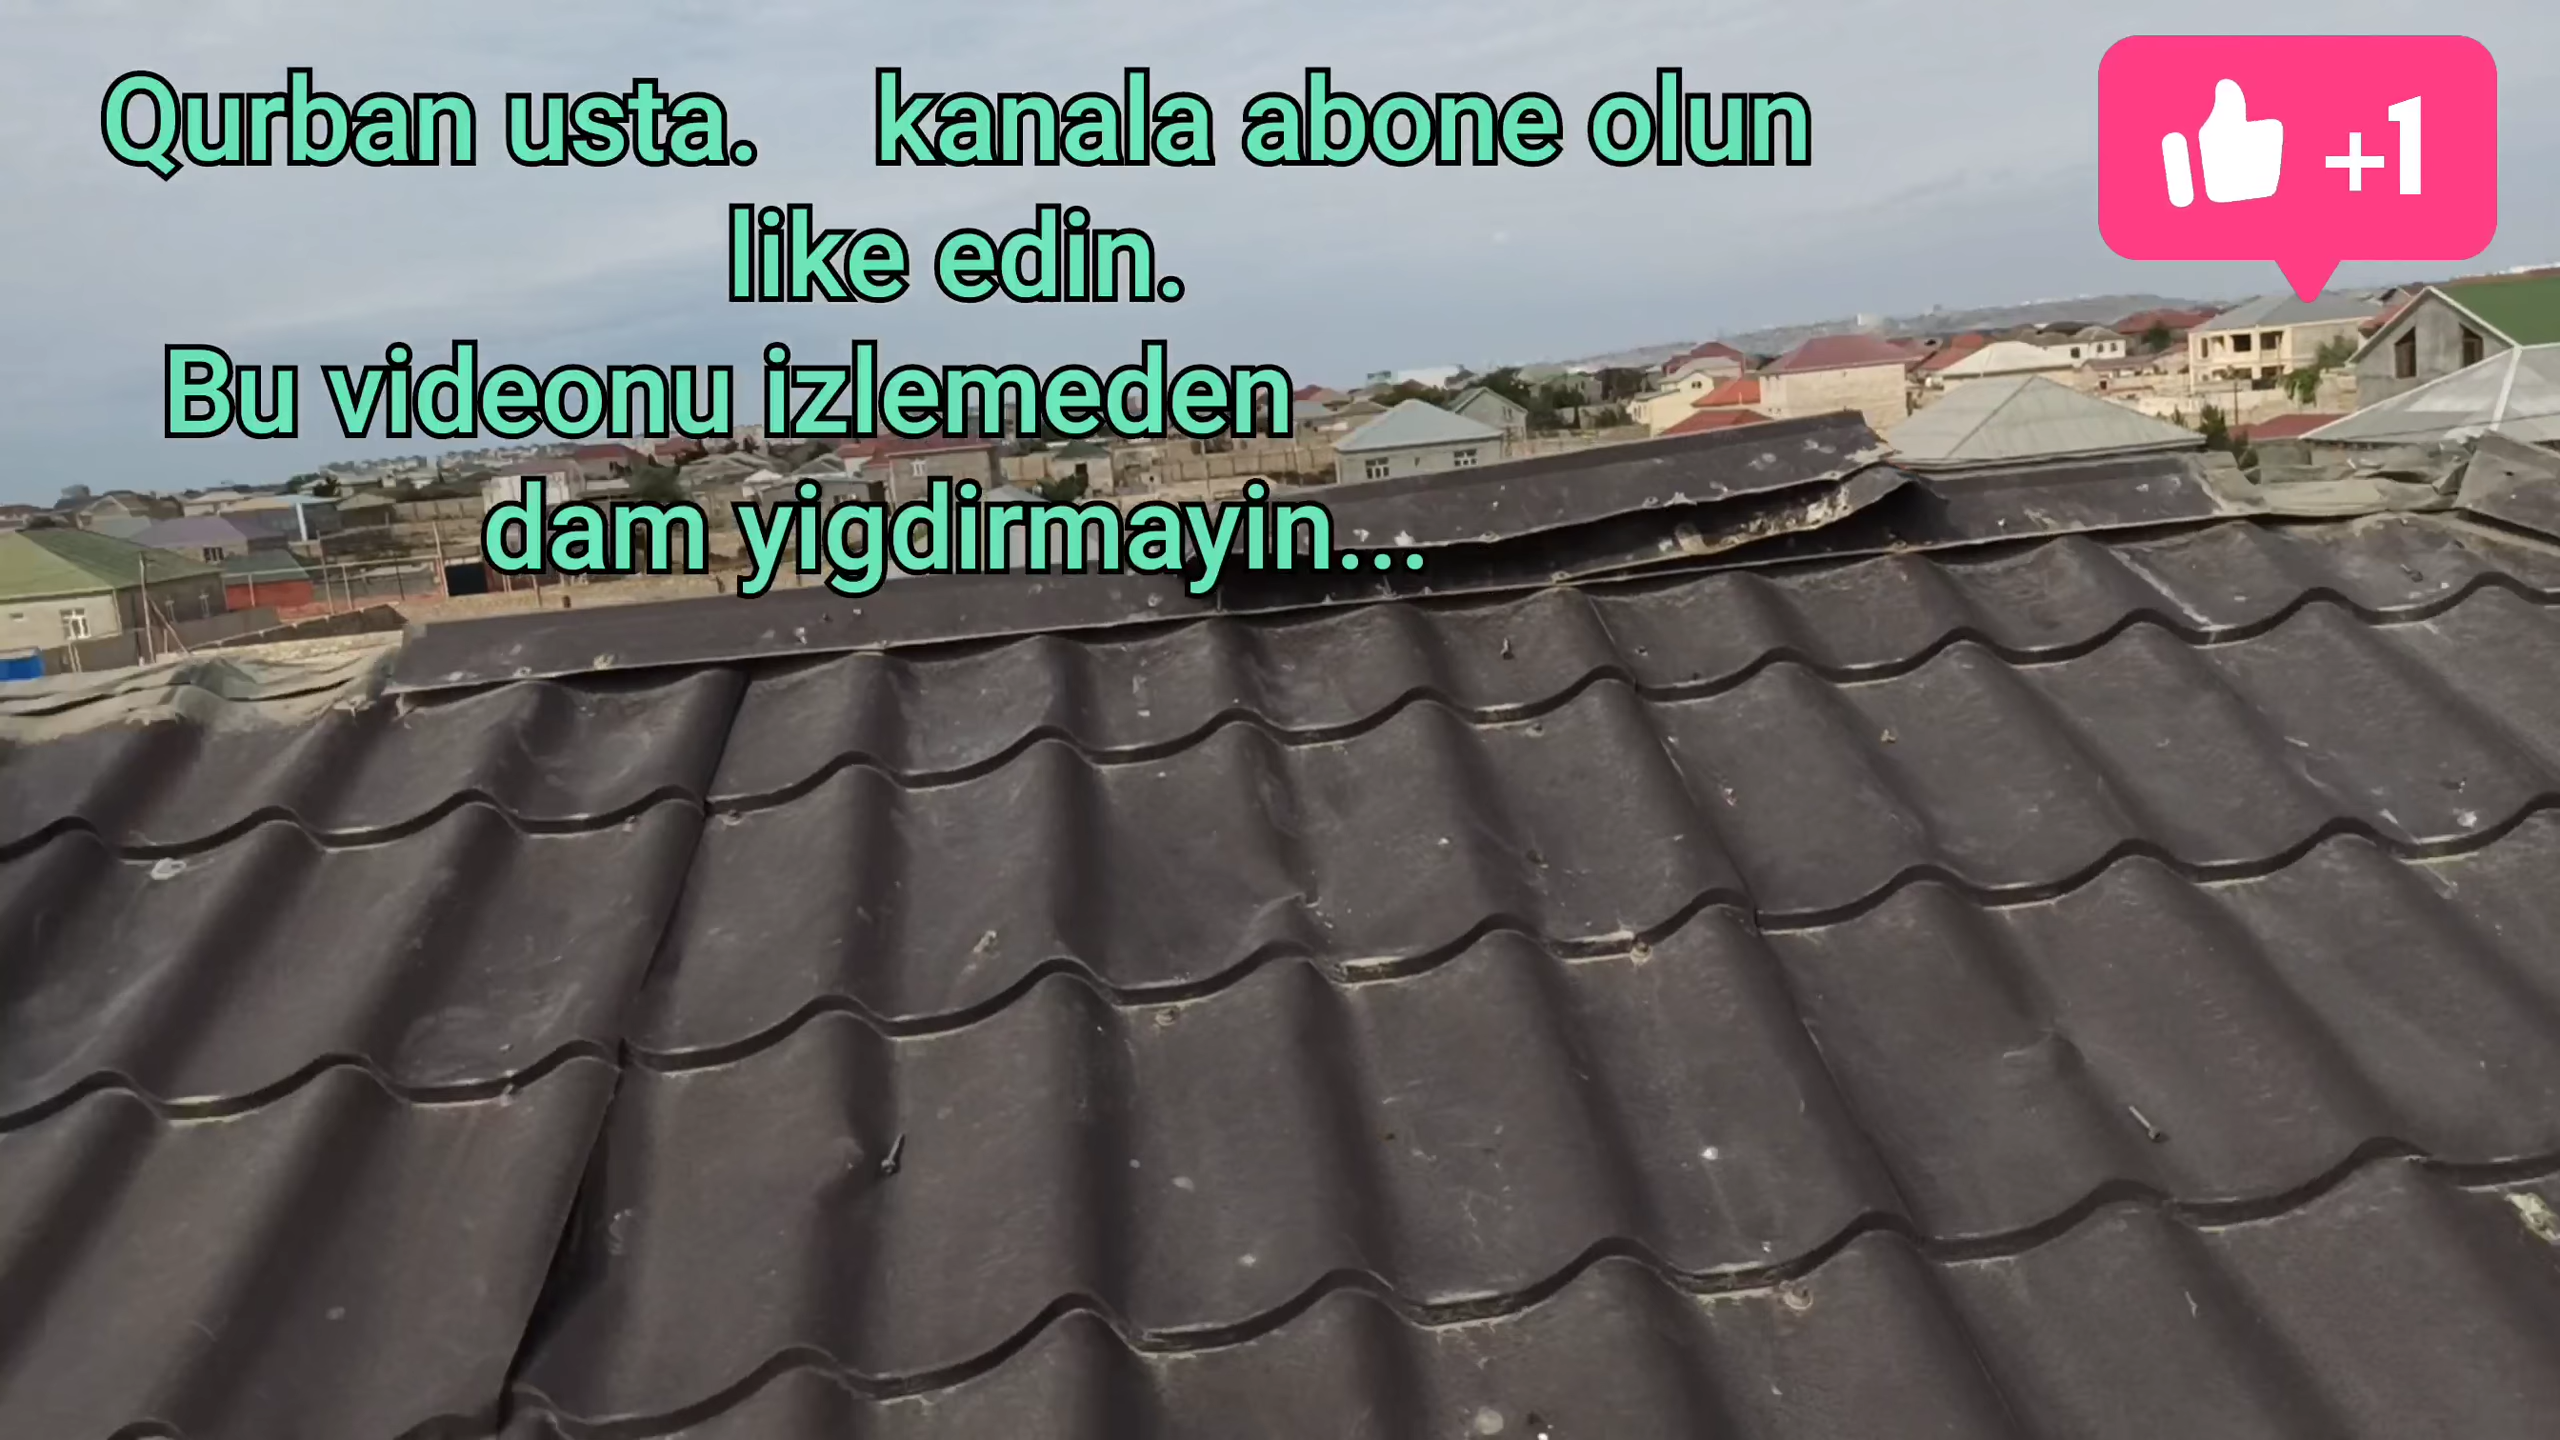 Qurban usta. kanala abone olun
like edin.
Bu videonu izlemeden
dam yigdirmayin...
+1